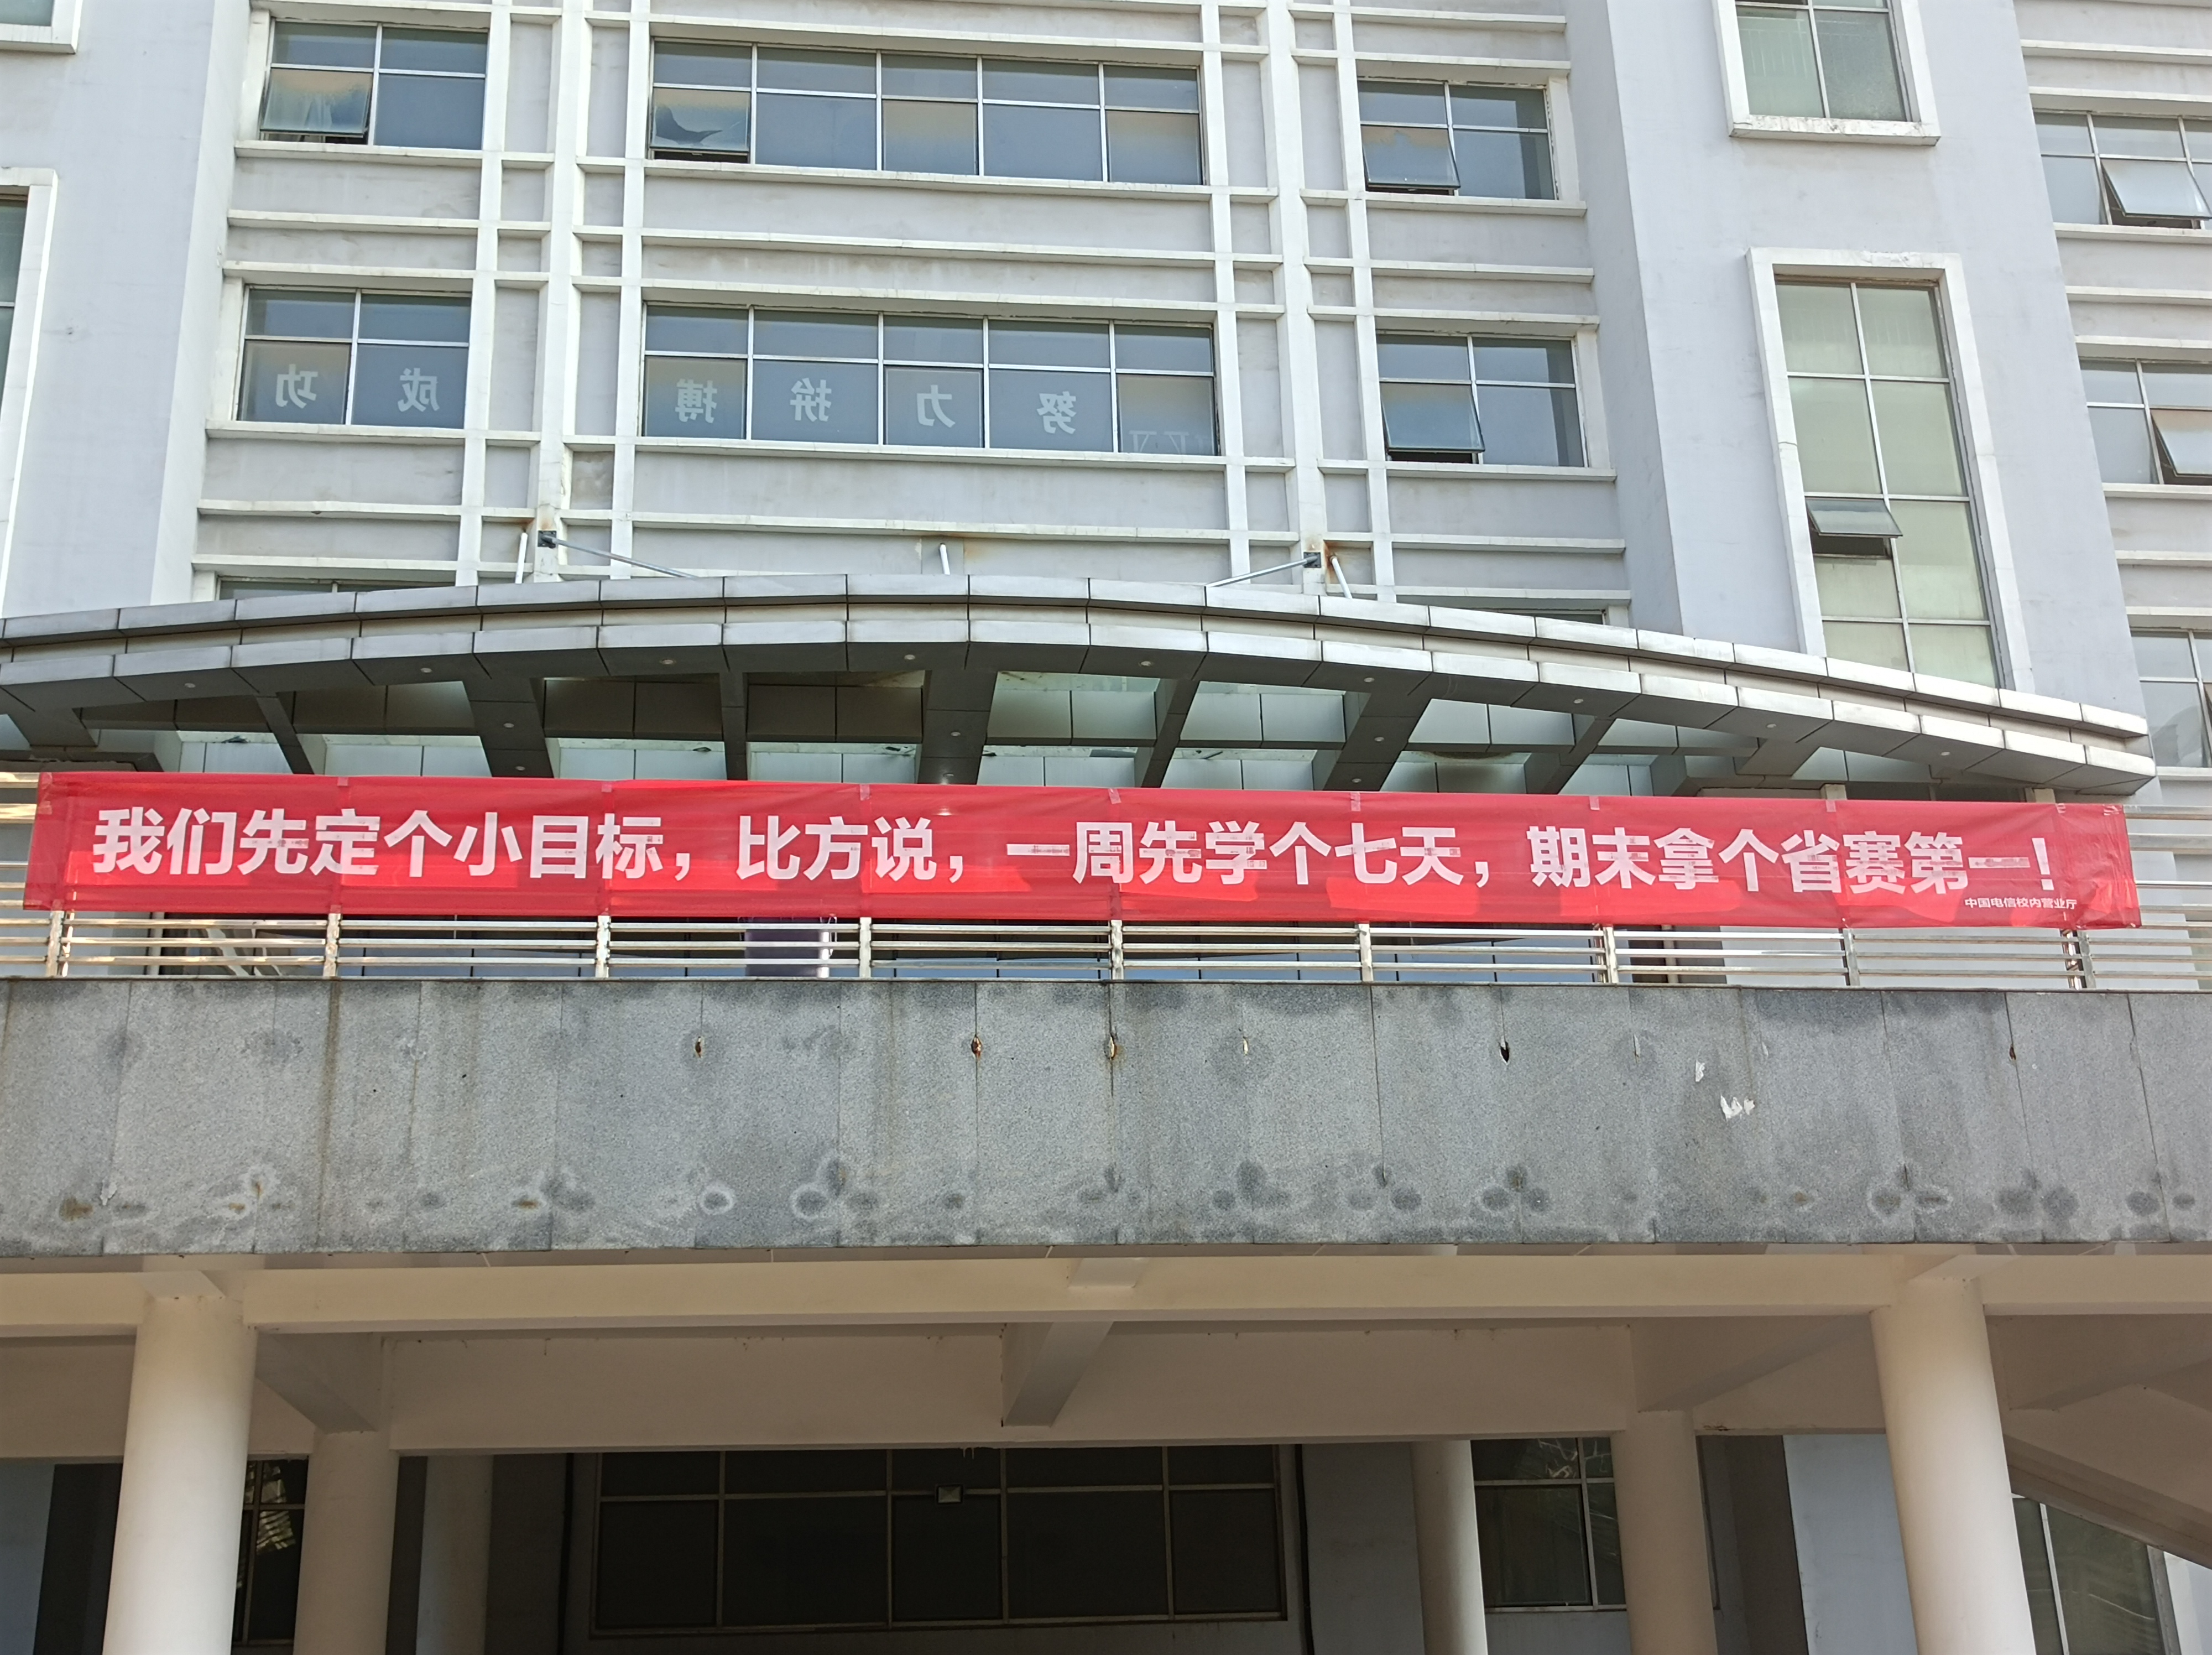 功 成 搏 拚 力 努
我们先定个小目标，比方说，一周先学个七天，期末拿个省赛第一！
中国电信校内营业厅